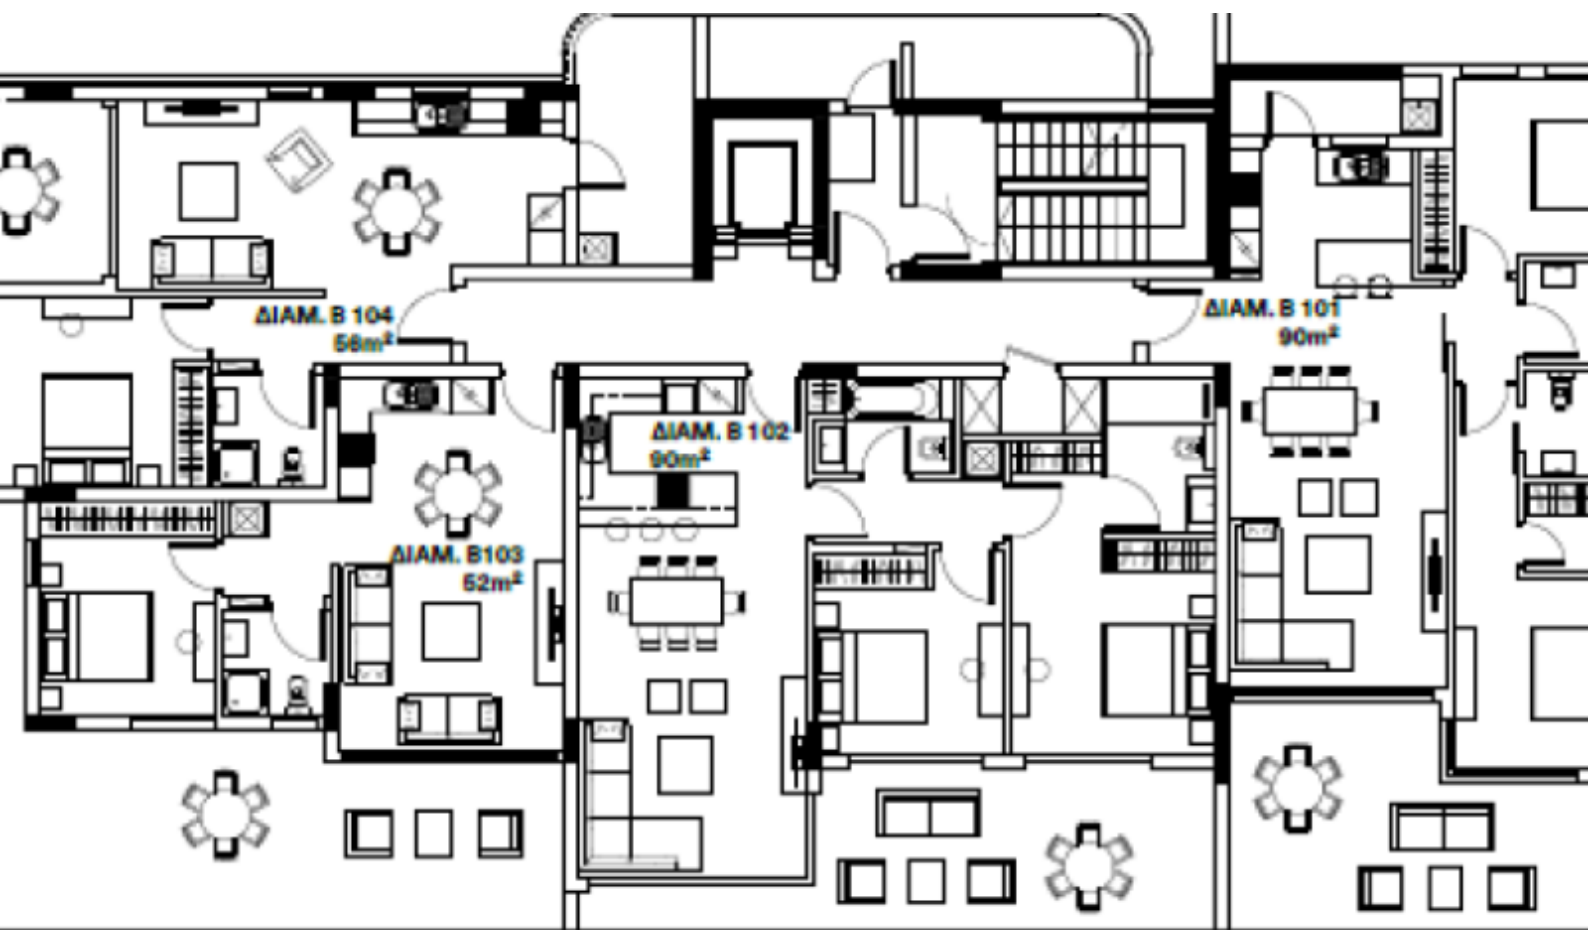 ΔΙΑΜ. Β 104
56m²
ΔΙΑΜ. Β 101
90m²
ΔΙΑΜ. Β 102
90m²
ΔΙΑΜ. Β103
52m²